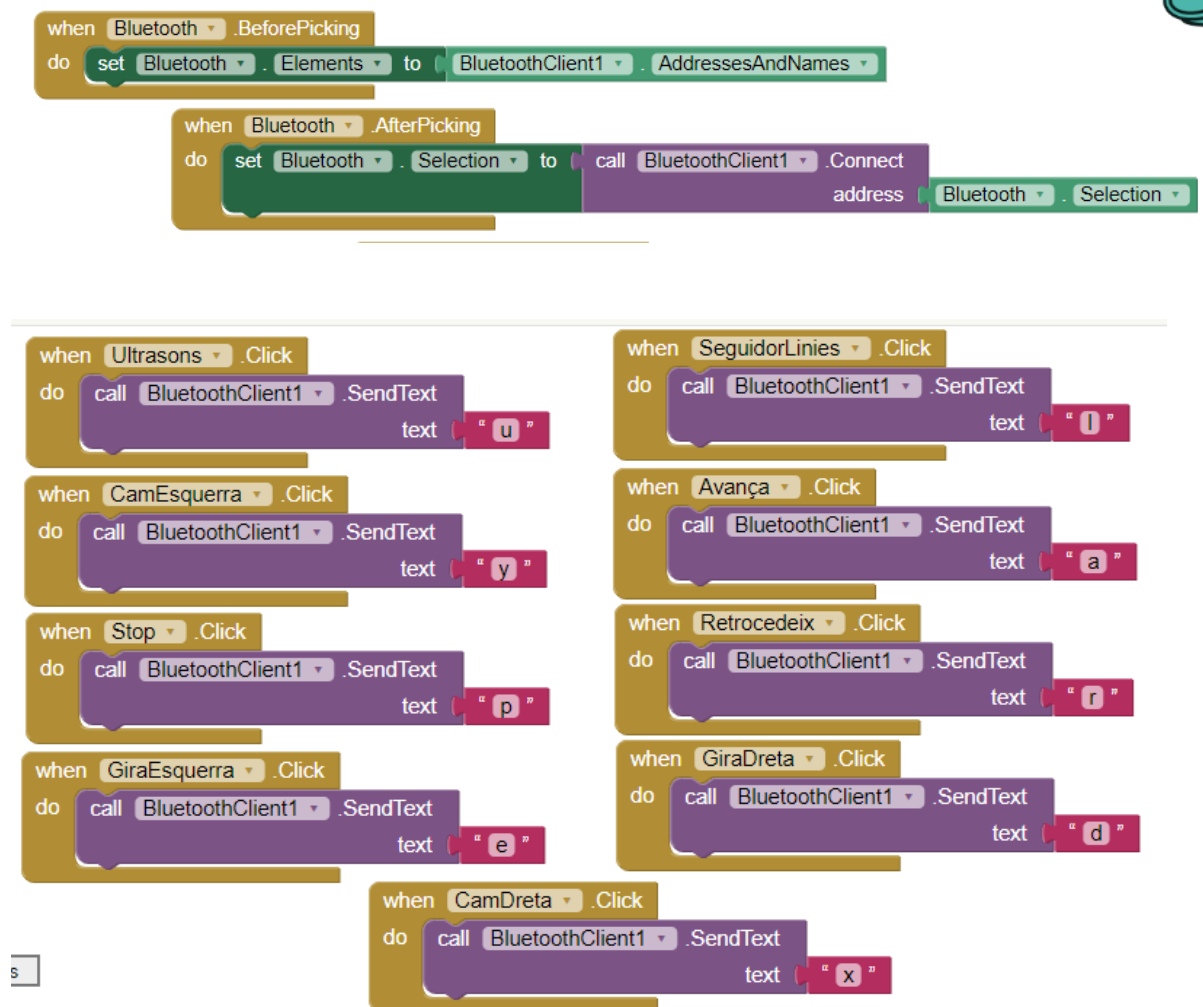 when Bluetooth .BeforePicking
do set Bluetooth . Elements to BluetoothClient1 . AddressesAndNames
when Bluetooth .AfterPicking
do set Bluetooth . Selection to call BluetoothClient1 .Connect
address Bluetooth . Selection
when Ultrasons .Click
do call BluetoothClient1 .SendText
text " u "
when SeguidorLinies .Click
do call BluetoothClient1 .SendText
text " l "
when CamEsquerra .Click
do call BluetoothClient1 .SendText
text " y "
when Avança .Click
do call BluetoothClient1 .SendText
text " a "
when Stop .Click
do call BluetoothClient1 .SendText
text " p "
when Retrocedeix .Click
do call BluetoothClient1 .SendText
text " r "
when GiraEsquerra .Click
do call BluetoothClient1 .SendText
text " e "
when GiraDreta .Click
do call BluetoothClient1 .SendText
text " d "
when CamDreta .Click
do call BluetoothClient1 .SendText
text " x "
s